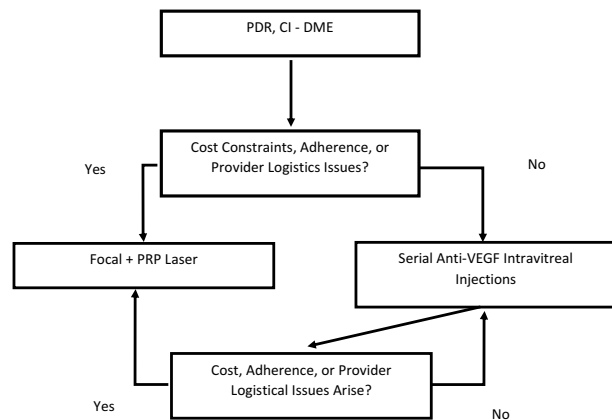 PDR, CI - DME
Cost Constraints, Adherence, or
Provider Logistics Issues?
Yes
No
Focal + PRP Laser
Serial Anti-VEGF Intravitreal
Injections
Cost, Adherence, or Provider
Logistical Issues Arise?
Yes
No